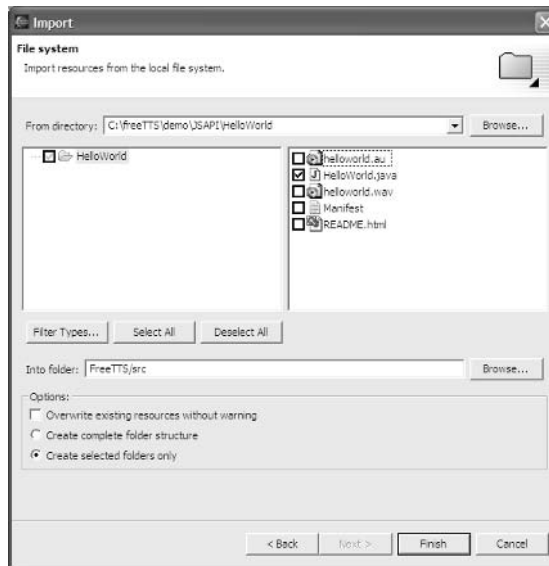 Import
File system
Import resources from the local file system.
From directory: C:\freeTTS\demo\JSAPI\HelloWorld
Browse...
HelloWorld
helloworld.au
HelloWorld.java
helloworld.wav
Manifest
README.html
Filter Types...
Select All
Deselect All
Into folder: FreeTTS/src
Browse...
Options:
Overwrite existing resources without warning
Create complete folder structure
Create selected folders only
< Back
Next >
Finish
Cancel